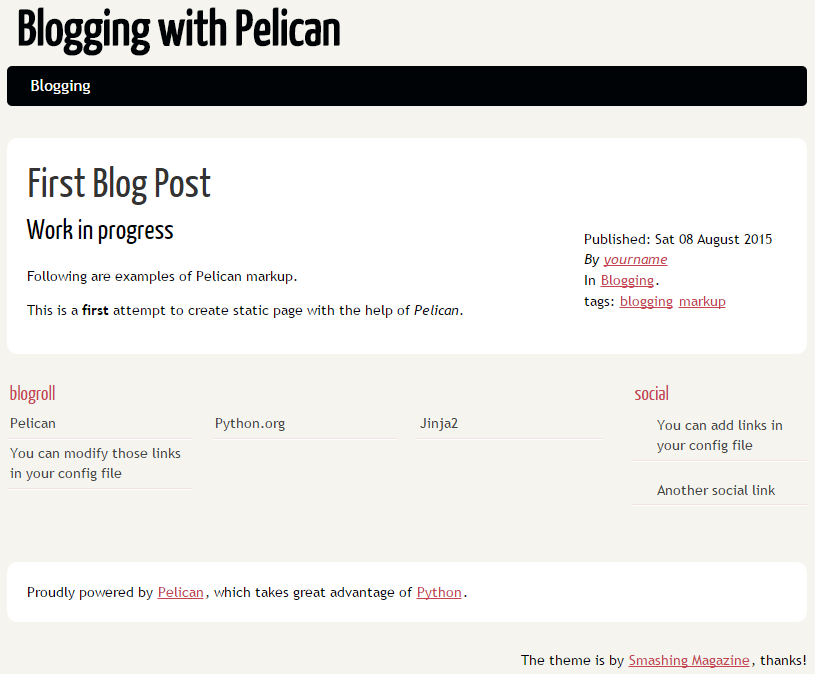 Blogging with Pelican
Blogging
First Blog Post
Work in progress
Following are examples of Pelican markup.
This is a first attempt to create static page with the help of Pelican.
Published: Sat 08 August 2015
By yourname
In Blogging.
tags: blogging markup
blogroll
Pelican
Python.org
Jinja2
You can modify those links
in your config file
social
You can add links in
your config file
Another social link
Proudly powered by Pelican, which takes great advantage of Python.
The theme is by Smashing Magazine, thanks!